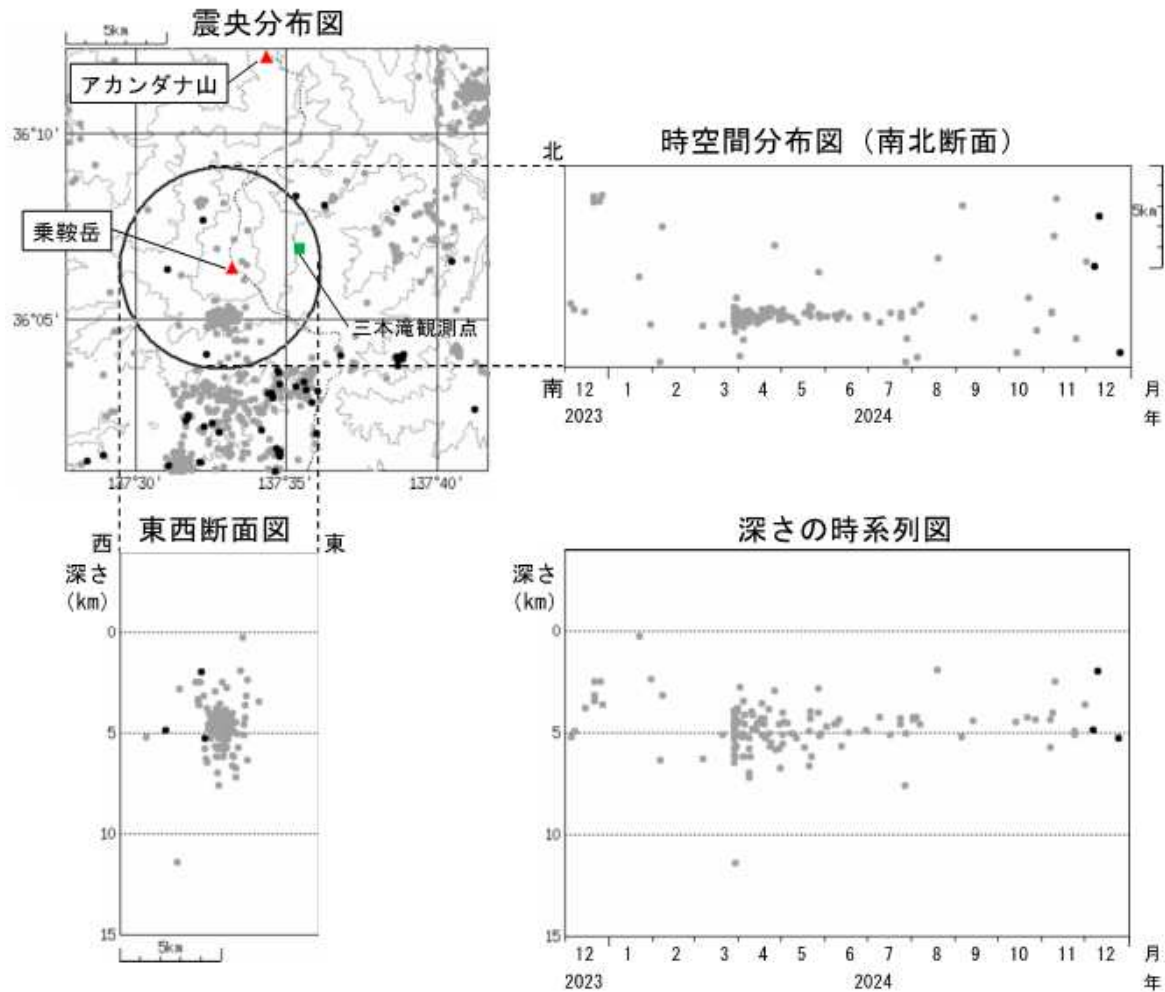 震央分布図
5km
アカンダナ山
36°10'
乗鞍岳
36°05'
三本滝観測点
137°30'
137°35'
137°40'
時空間分布図（南北断面）
北
5km
南
12 1 2 3 4 5 6 7 8 9 10 11 12 月
2023 2024 年
東西断面図
西 東
深さ
(km)
0
5
10
15
5km
深さの時系列図
深さ
(km)
0
5
10
15
12 1 2 3 4 5 6 7 8 9 10 11 12 月
2023 2024 年